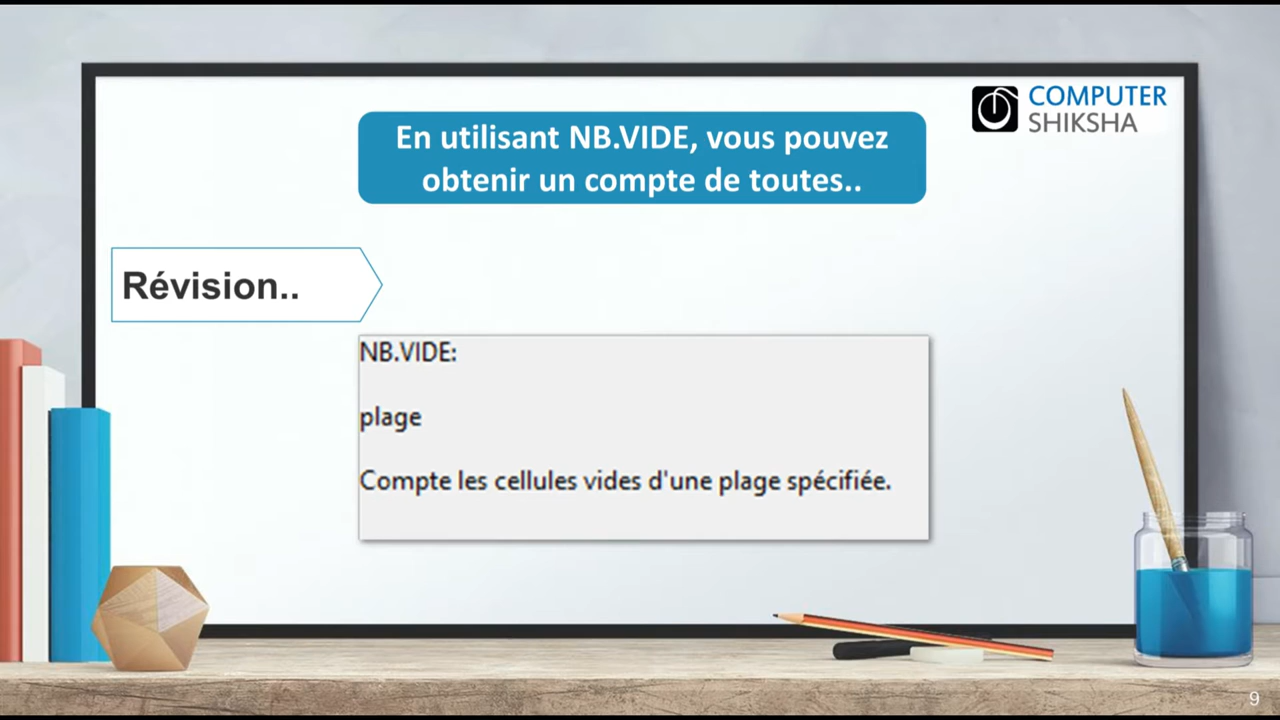 COMPUTER
SHIKSHA
En utilisant NB.VIDE, vous pouvez
obtenir un compte de toutes..
Révision..
NB.VIDE:
plage
Compte les cellules vides d'une plage spécifiée.
9